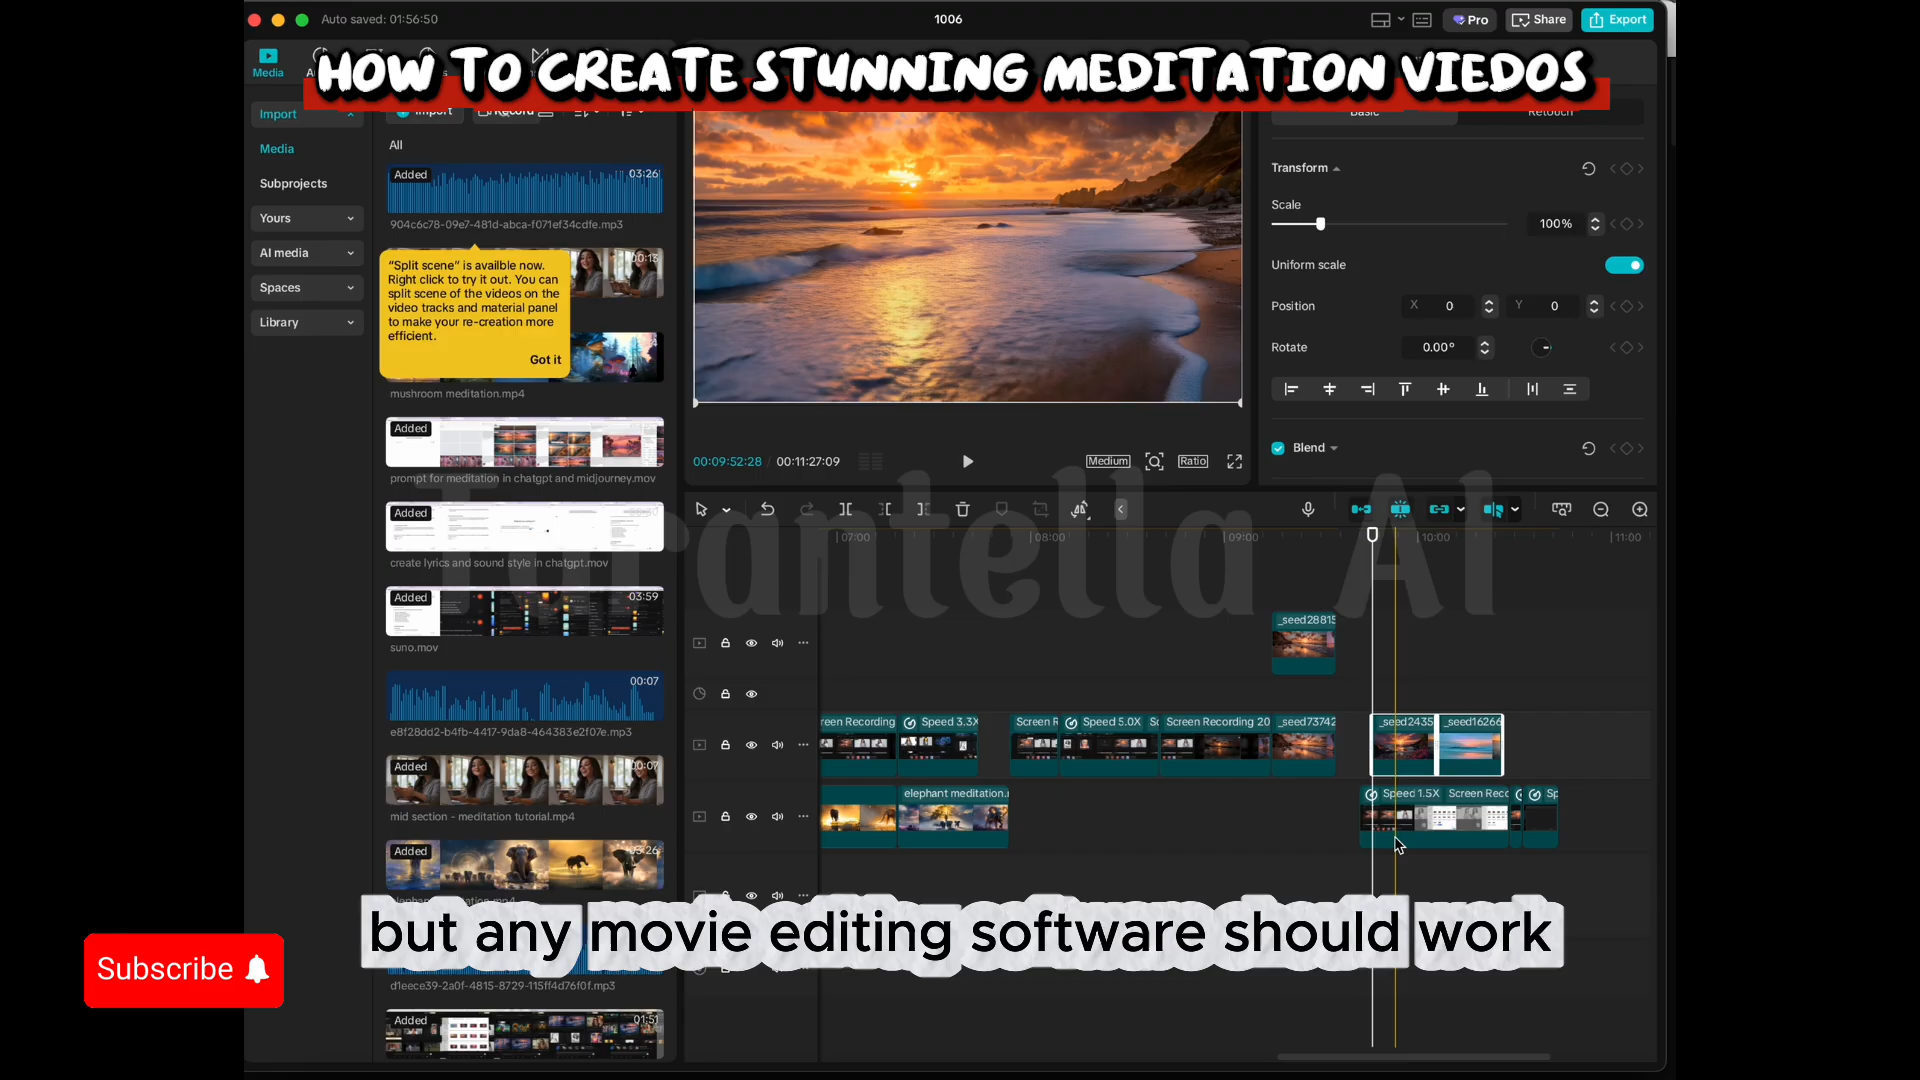 Auto saved: 01:56:50
1006
Pro
Share
Export
Media
HOW TO CREATE STUNNING MEDITATION VIEDOS
Import
Import
Record
Basic
Retouch
Media
All
Subprojects
Yours
AI media
Spaces
Library
Added
03:26
904c6c78-09e7-481d-abca-f071ef34cdfe.mp3
00:13
"Split scene" is availble now.
Right click to try it out. You can
split scene of the videos on the
video tracks and material panel
to make your re-creation more
efficient.
Got it
mushroom meditation.mp4
Added
prompt for meditation in chatgpt and midjourney.mov
Added
create lyrics and sound style in chatgpt.mov
Added
03:59
suno.mov
00:07
e8f28dd2-b4fb-4417-9da8-464383e2f07e.mp3
Added
00:07
mid section - meditation tutorial.mp4
Added
03:26
d1eece39-2a0f-4815-8729-115ff4d76f0f.mp3
Added
01:51
Transform
Scale
100%
Uniform scale
Position
X 0
Y 0
Rotate
0.00°
Blend
00:09:52:28 / 00:11:27:09
Medium
Ratio
Tarantella AI
07:00
08:00
09:00
10:00
11:00
_seed28815
reen Recording
Speed 3.3X
Screen R
Speed 5.0X
Sc
Screen Recording 20
_seed73742
_seed2435
_seed16266
elephant meditation.
Speed 1.5X
Screen Reco
Sp
but any movie editing software should work
Subscribe